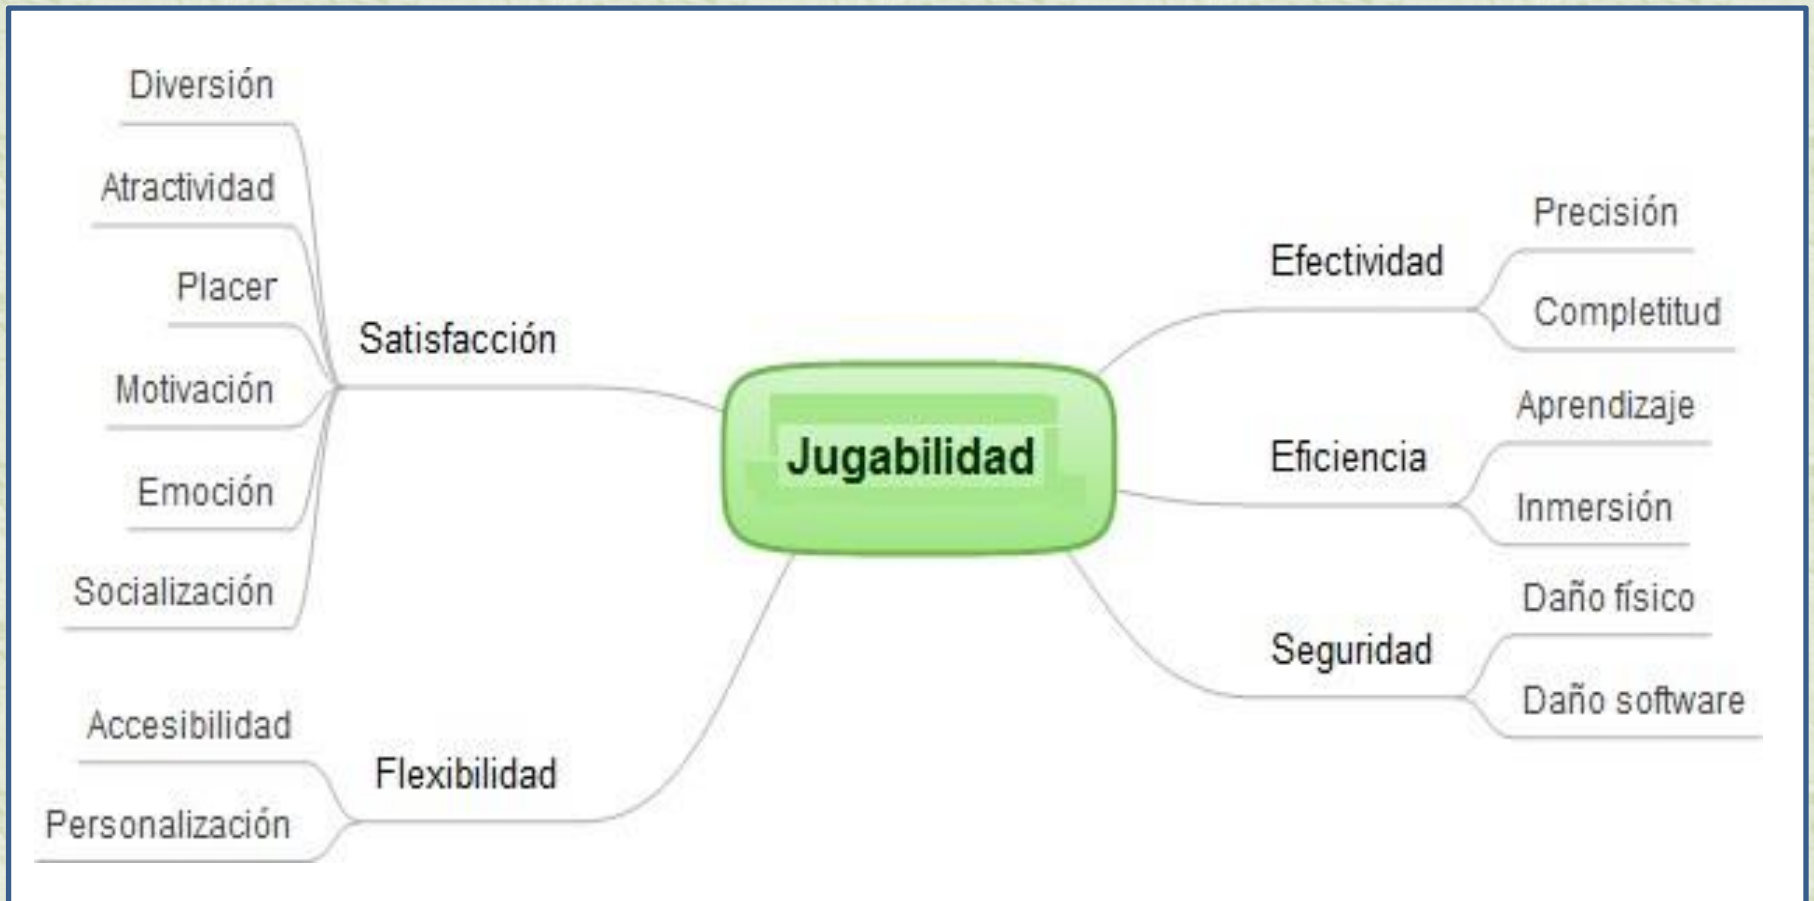 Diversión
Atractividad
Placer
Motivación
Emoción
Socialización
Satisfacción
Accesibilidad
Personalización
Flexibilidad
Jugabilidad
Efectividad
Precisión
Completitud
Eficiencia
Aprendizaje
Inmersión
Seguridad
Daño físico
Daño software